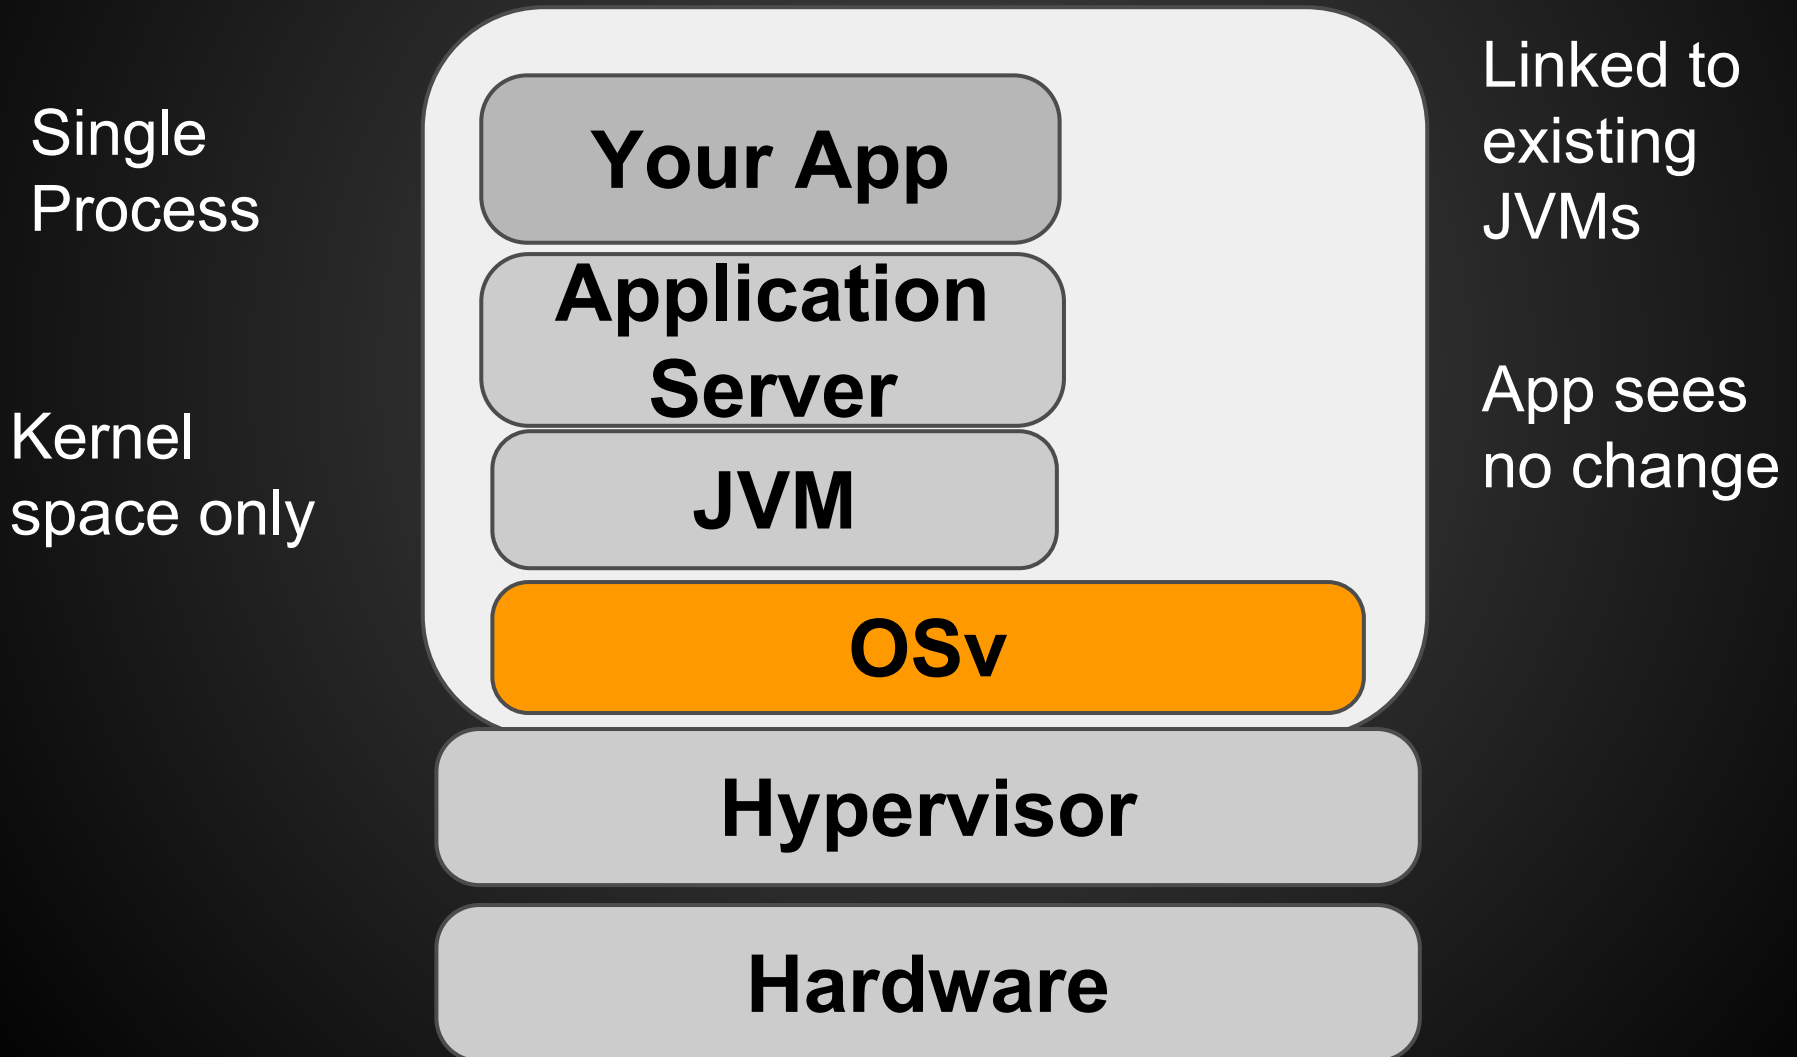 Single
Process
Kernel
space only
Your App
Application
Server
JVM
OSv
Hypervisor
Hardware
Linked to
existing
JVMs
App sees
no change